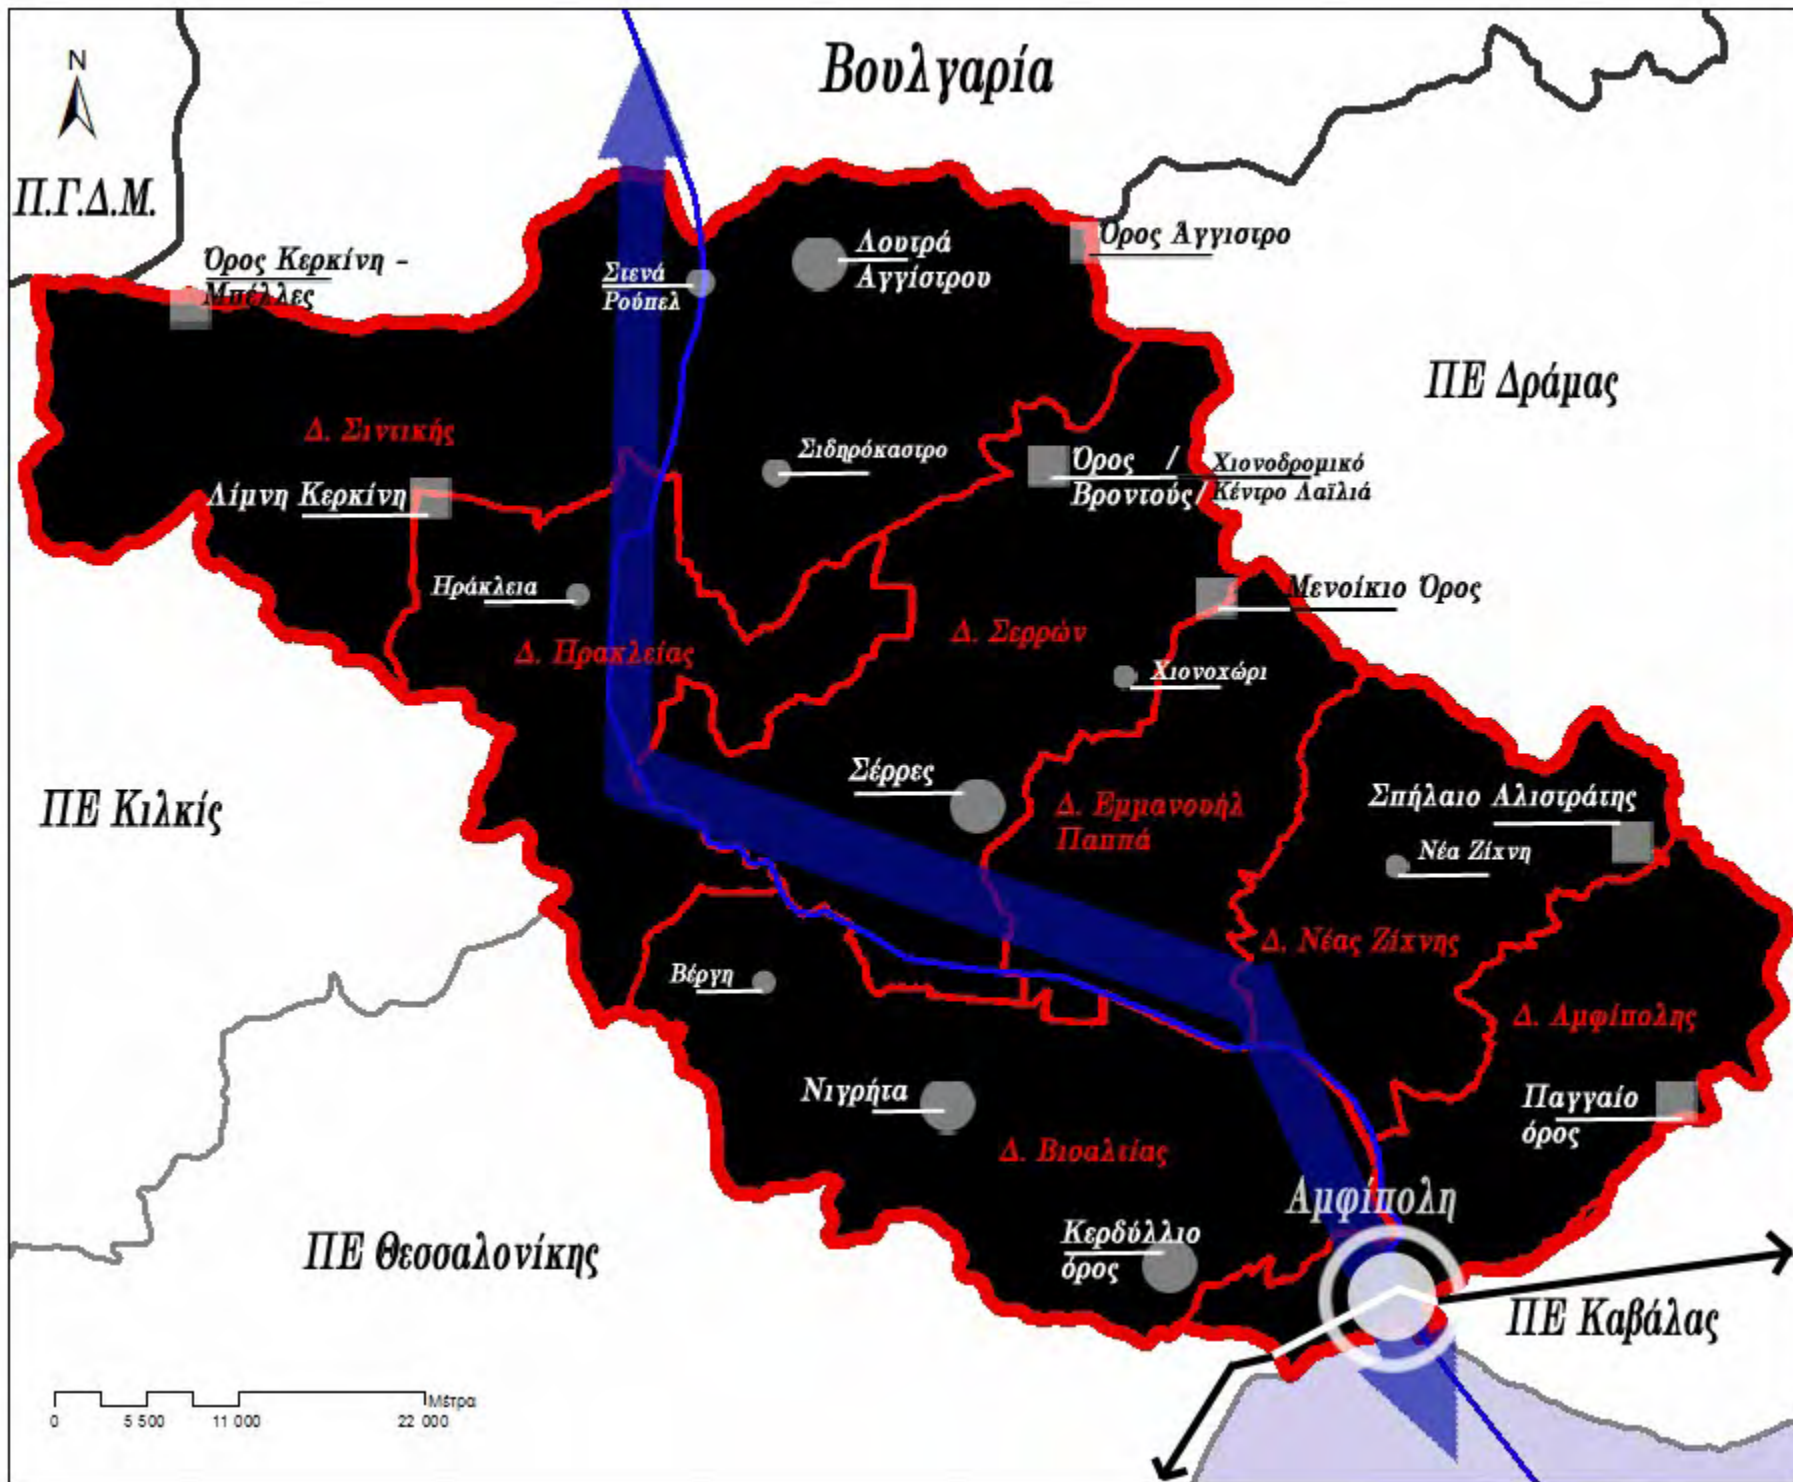 Βουλγαρία
N
Π.Γ.Δ.Μ.
Όρος Κερκίνη -
Μπέλλες
Στενά
Ρούπελ
Λουτρά
Αγγίστρου
Όρος Άγγιστρο
ΠΕ Δράμας
Δ. Σιντικής
Σιδηρόκαστρο
Όρος /
Βροντούς/
Χιονοδρομικό
Κέντρο Λαϊλιά
Λίμνη Κερκίνη
Ηράκλεια
Μενοίκιο Όρος
Δ. Ηρακλείας
Δ. Σερρών
Χιονοχώρι
Σέρρες
ΠΕ Κιλκίς
Δ. Εμμανουήλ
Παππά
Σπήλαιο Αλιστράτης
Νέα Ζίχνη
Δ. Νέας Ζίχνης
Βέργη
Δ. Αμφίπολης
Νιγρήτα
Παγγαίο
όρος
Δ. Βισαλτίας
Αμφίπολη
Κερδύλλιο
όρος
ΠΕ Θεσσαλονίκης
ΠΕ Καβάλας
Μέτρα
0 5 500 11 000 22 000